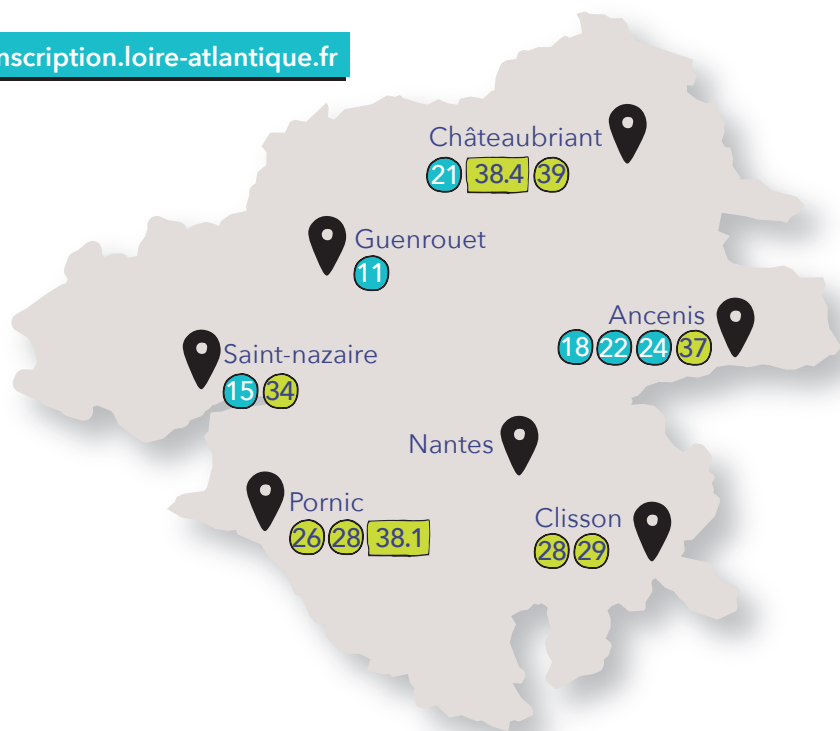 nscription.loire-atlantique.fr
Châteaubriant
21 38.4 39
Guenrouet
11
Ancenis
18 22 24 37
Saint-nazaire
15 34
Nantes
Pornic
26 28 38.1
Clisson
28 29